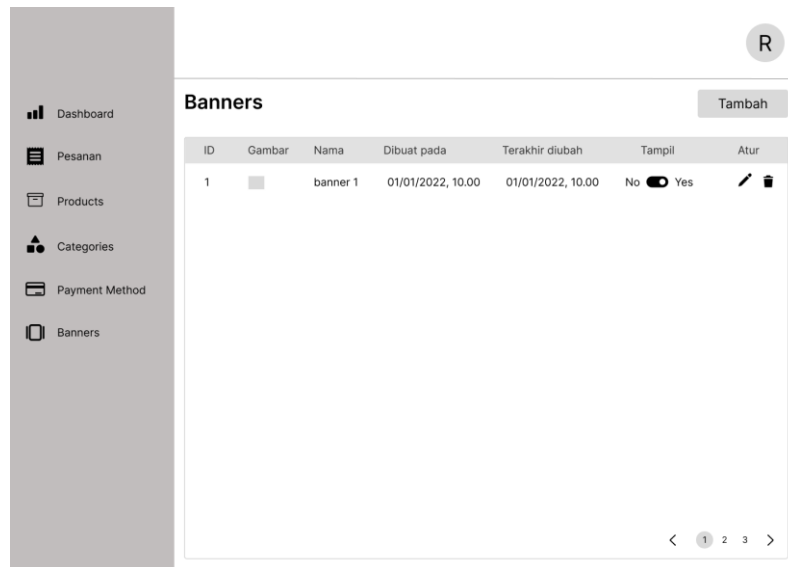 R
Dashboard
Pesanan
Products
Categories
Payment Method
Banners
Banners
Tambah
ID Gambar Nama Dibuat pada Terakhir diubah Tampil Atur
1 banner 1 01/01/2022, 10.00 01/01/2022, 10.00 No Yes
1 2 3